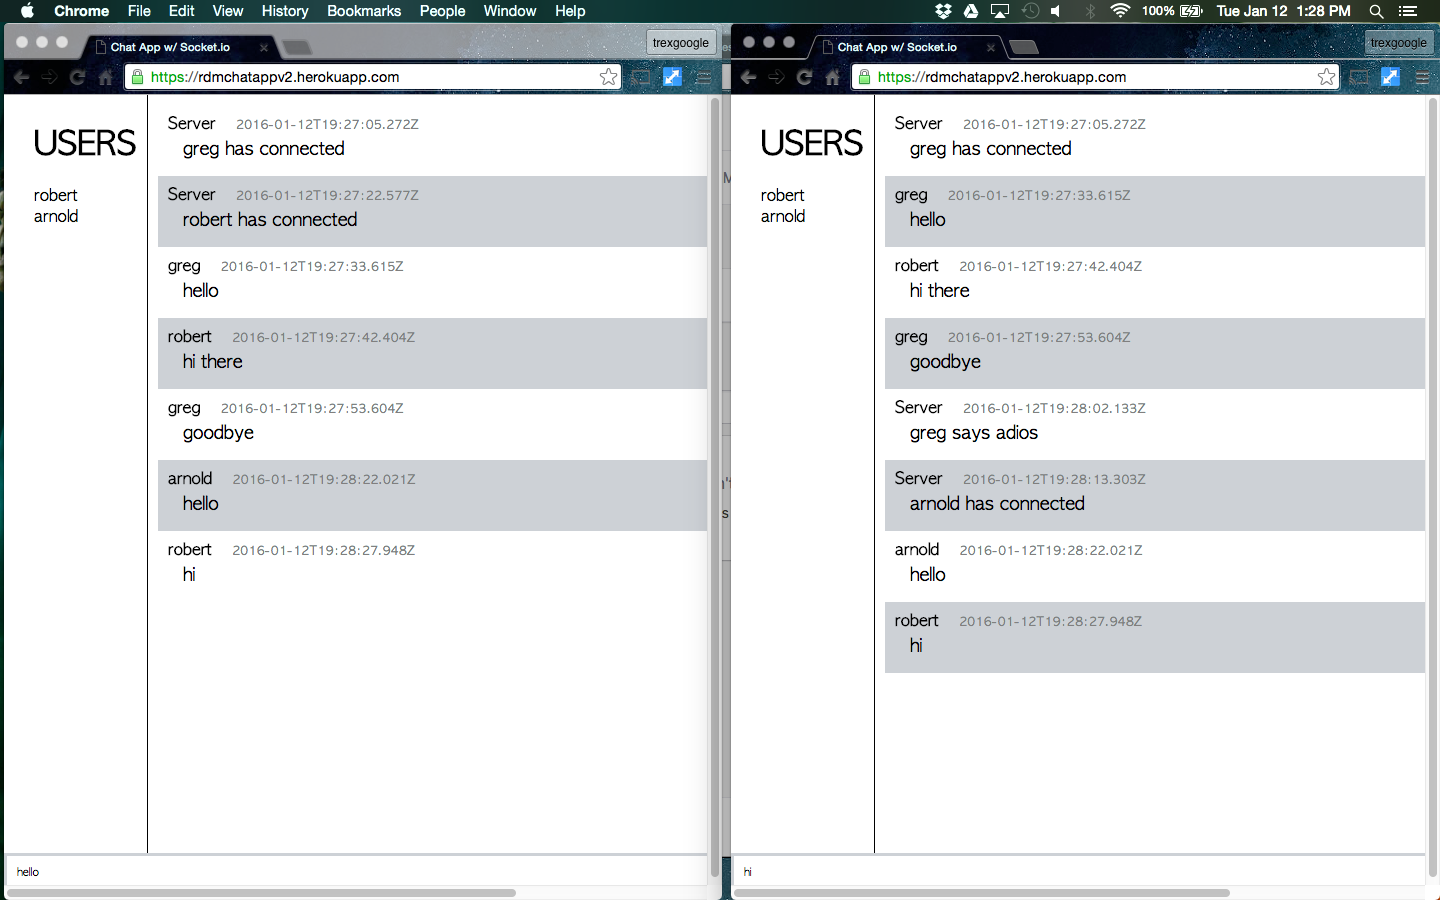 Chrome File Edit View History Bookmarks People Window Help 100% Tue Jan 12 1:28 PM
Chat App w/ Socket.io trexgoogle
https://rdmchatappv2.herokuapp.com
USERS
robert
arnold
Server 2016-01-12T19:27:05.272Z
greg has connected
Server 2016-01-12T19:27:22.577Z
robert has connected
greg 2016-01-12T19:27:33.615Z
hello
robert 2016-01-12T19:27:42.404Z
hi there
greg 2016-01-12T19:27:53.604Z
goodbye
arnold 2016-01-12T19:28:22.021Z
hello
robert 2016-01-12T19:28:27.948Z
hi
hello
Chat App w/ Socket.io trexgoogle
https://rdmchatappv2.herokuapp.com
USERS
robert
arnold
Server 2016-01-12T19:27:05.272Z
greg has connected
greg 2016-01-12T19:27:33.615Z
hello
robert 2016-01-12T19:27:42.404Z
hi there
greg 2016-01-12T19:27:53.604Z
goodbye
Server 2016-01-12T19:28:02.133Z
greg says adios
Server 2016-01-12T19:28:13.303Z
arnold has connected
arnold 2016-01-12T19:28:22.021Z
hello
robert 2016-01-12T19:28:27.948Z
hi
hi